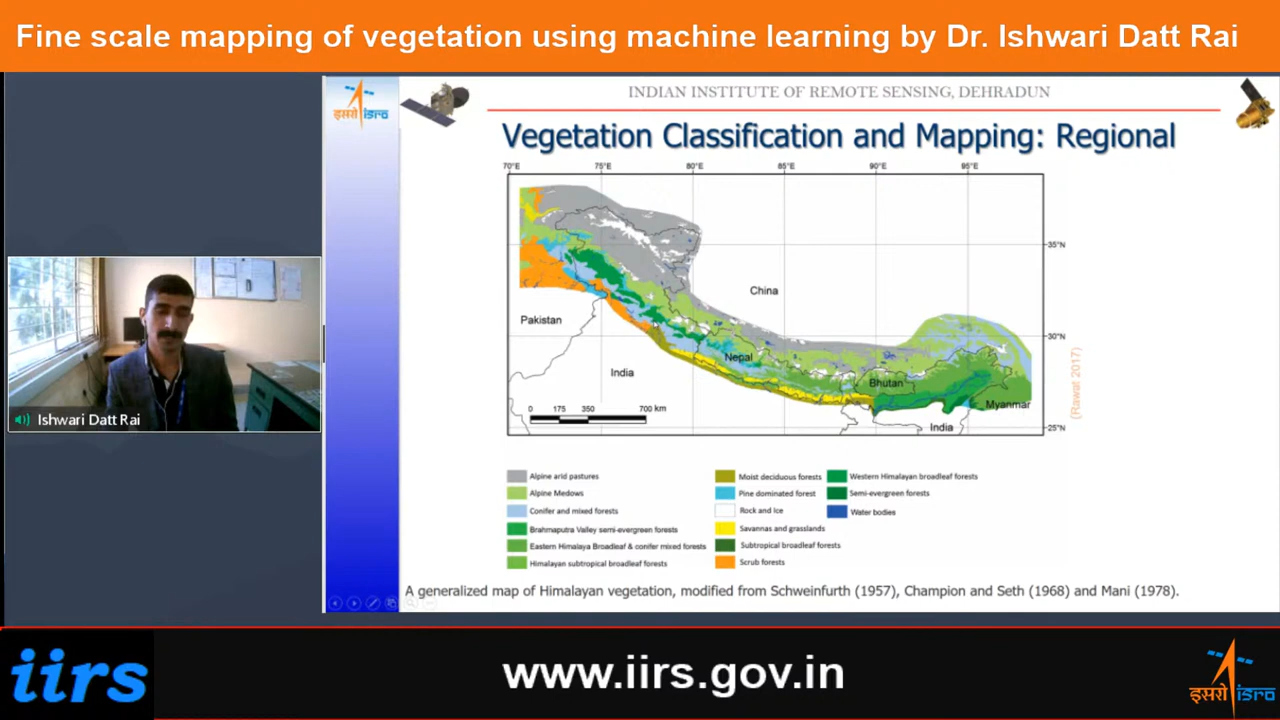 Fine scale mapping of vegetation using machine learning by Dr. Ishwari Datt Rai
इसरो isro
INDIAN INSTITUTE OF REMOTE SENSING, DEHRADUN
Vegetation Classification and Mapping: Regional
70°E 75°E 80°E 85°E 90°E 95°E
35°N
China
30°N
Pakistan
India
Nepal
Bhutan
Myanmar
India
25°N
0 175 350 700 km
(Rawat 2017)
Ishwari Datt Rai
Alpine arid pastures
Alpine Medows
Conifer and mixed forests
Brahmaputra Valley semi-evergreen forests
Eastern Himalaya Broadleaf & conifer mixed forests
Himalayan subtropical broadleaf forests
Moist deciduous forests
Pine dominated forest
Rock and Ice
Savannas and grasslands
Subtropical broadleaf forests
Scrub forests
Western Himalayan broadleaf forests
Semi-evergreen forests
Water bodies
A generalized map of Himalayan vegetation, modified from Schweinfurth (1957), Champion and Seth (1968) and Mani (1978).
iirs
www.iirs.gov.in
इसरो isro